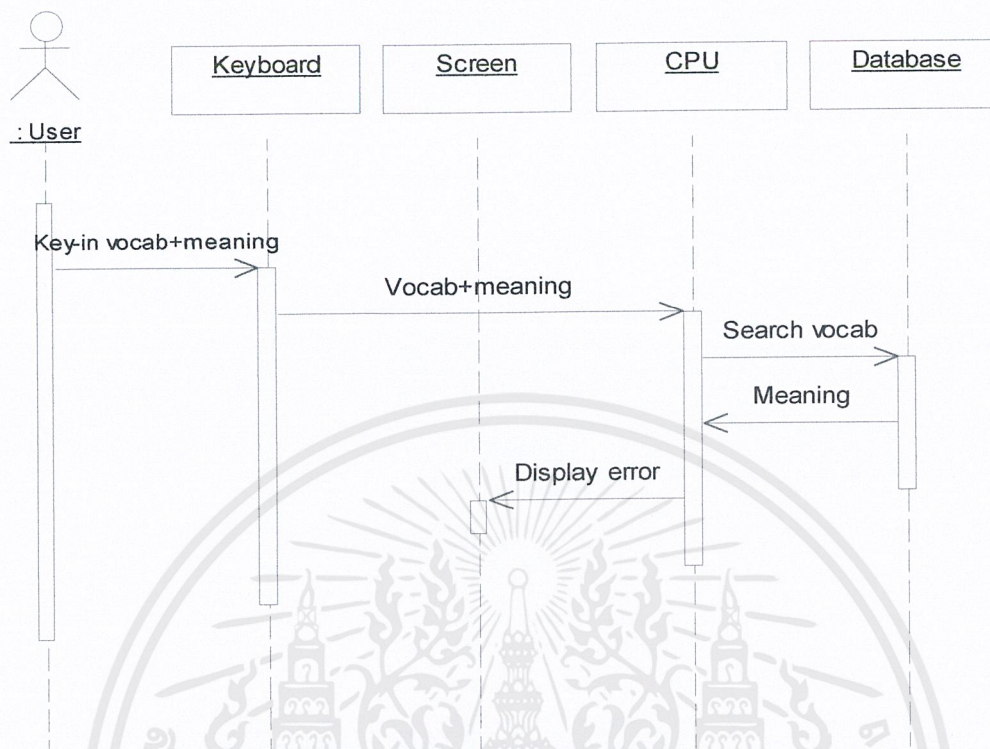 Keyboard
Screen
CPU
Database
: User
Key-in vocab+meaning
Vocab+meaning
Search vocab
Meaning
Display error